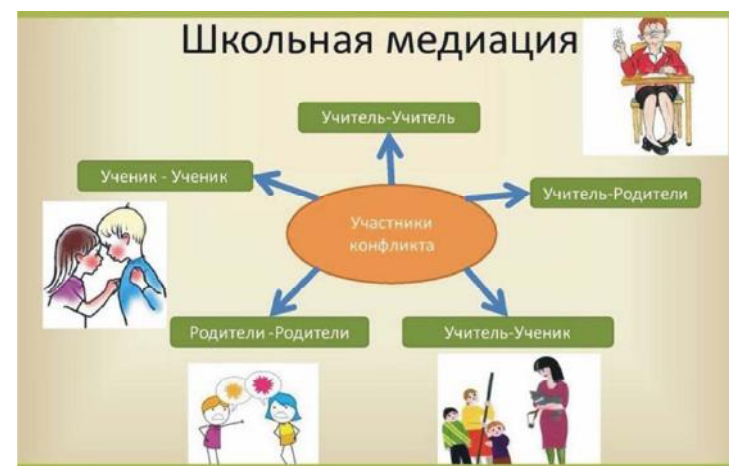 Школьная медиация
Учитель-Учитель
Ученик - Ученик
Учитель-Родители
Участники
конфликта
Родители -Родители
Учитель-Ученик